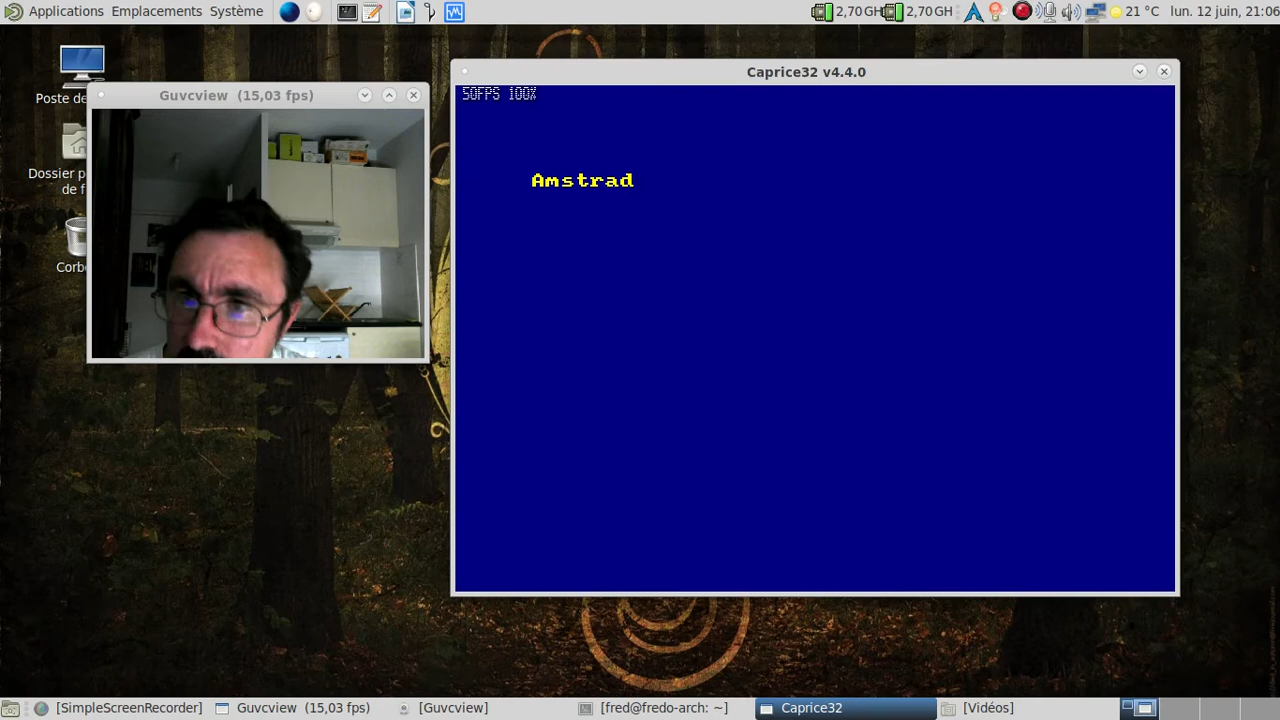 Applications Emplacements Système
2,70 GH
2,70 GH
21 °C
lun. 12 juin, 21:06
Poste de
Dossier p
de f
Corb
Guvcview (15,03 fps)
Caprice32 v4.4.0
50FPS 100%
Amstrad
[SimpleScreenRecorder]
Guvcview (15,03 fps)
[Guvcview]
[fred@fredo-arch: ~]
Caprice32
[Vidéos]